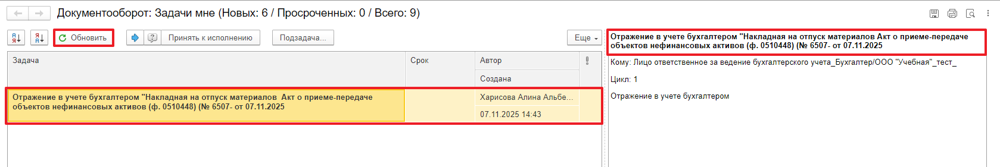 Документооборот: Задачи мне (Новых: 6 / Просроченных: 0 / Всего: 9)
А Я Я А Обновить ? Принять к исполнению Подзадача... Еще
Задача Срок Автор
Создана
Отражение в учете бухгалтером "Накладная на отпуск материалов Акт о приеме-передаче
объектов нефинансовых активов (ф. 0510448) (№ 6507- от 07.11.2025
Харисова Алина Альбе...
07.11.2025 14:43
Отражение в учете бухгалтером "Накладная на отпуск материалов Акт о приеме-передаче
объектов нефинансовых активов (ф. 0510448) (№ 6507- от 07.11.2025
Кому: Лицо ответственное за ведение бухгалтерского учета_Бухгалтер/ООО "Учебная"_тест_
Цикл: 1
Отражение в учете бухгалтером